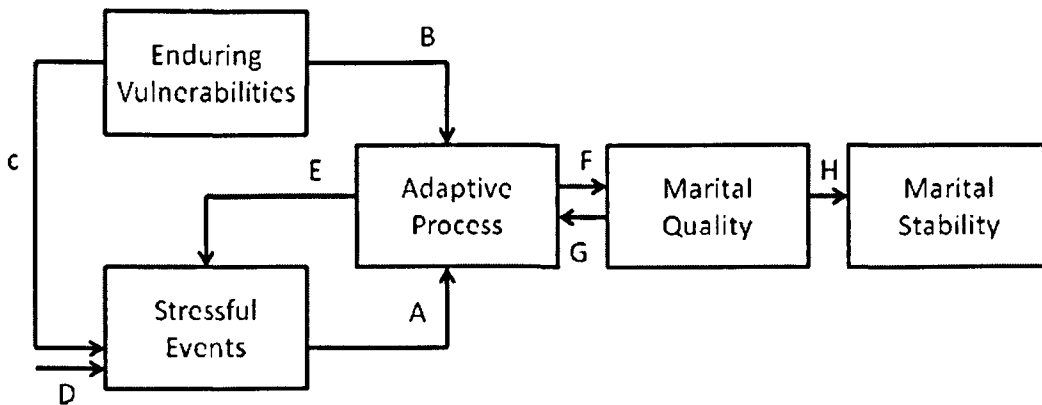 B
Enduring
Vulnerabilities
C
E
F
H
Adaptive
Process
Marital
Quality
Marital
Stability
G
A
Stressful
Events
D